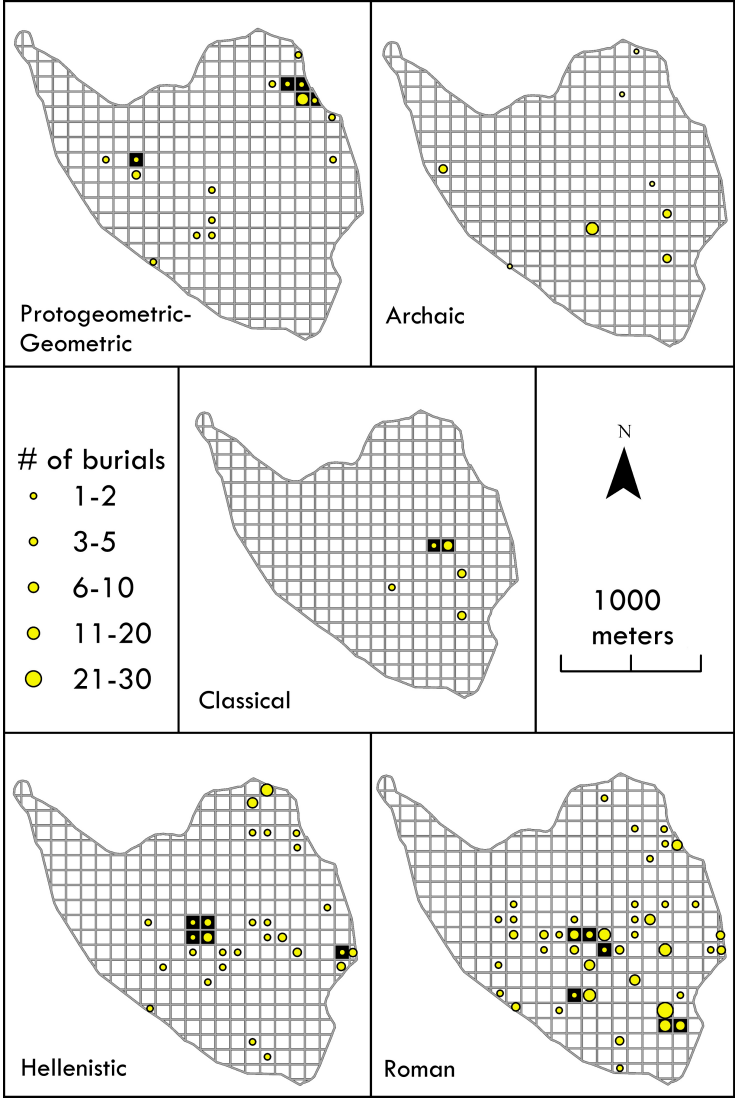 Protogeometric-
Geometric
Archaic
# of burials
1-2
3-5
6-10
11-20
21-30
Classical
N
1000
meters
Hellenistic
Roman